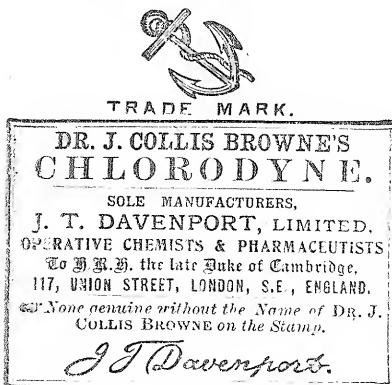 TRADE MARK.
DR. J. COLLIS BROWNE'S
CHLORODYNE.
SOLE MANUFACTURERS,
J. T. DAVENPORT, LIMITED,
OPERATIVE CHEMISTS & PHARMACEUTISTS
To H.R.H. the late Duke of Cambridge,
117, UNION STREET, LONDON, S.E., ENGLAND.
☞ None genuine without the Name of DR. J.
COLLIS BROWNE on the Stamp.
J T Davenport.